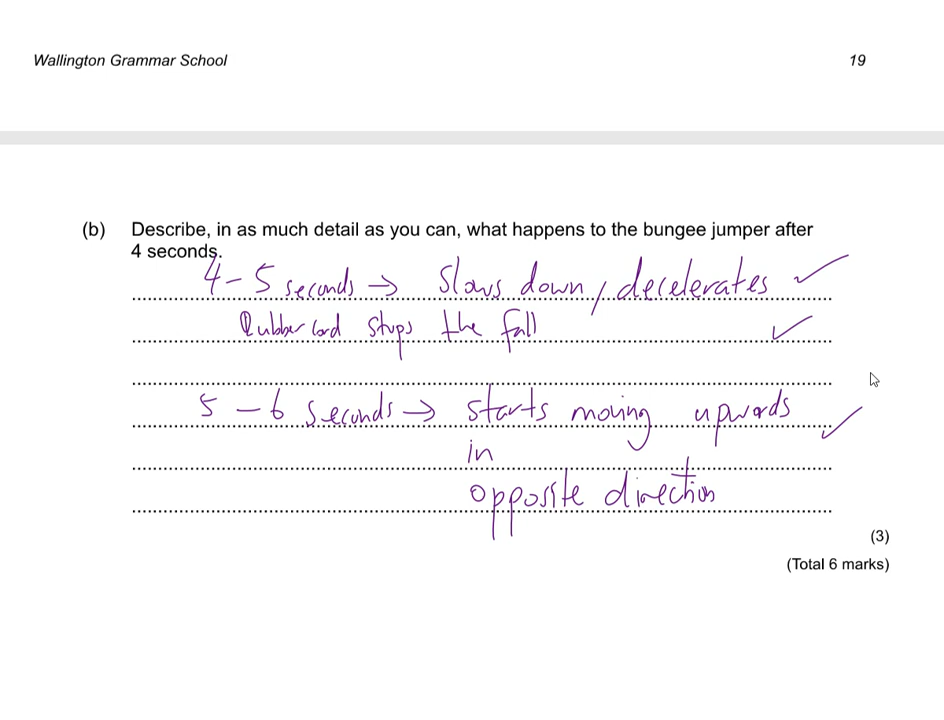 Wallington Grammar School 19
(b) Describe, in as much detail as you can, what happens to the bungee jumper after
4 seconds.
4-5 seconds → Slows down / decelerates ✓
Rubber cord stops the fall ✓
5-6 seconds → starts moving upwards ✓
in
opposite direction
(3)
(Total 6 marks)